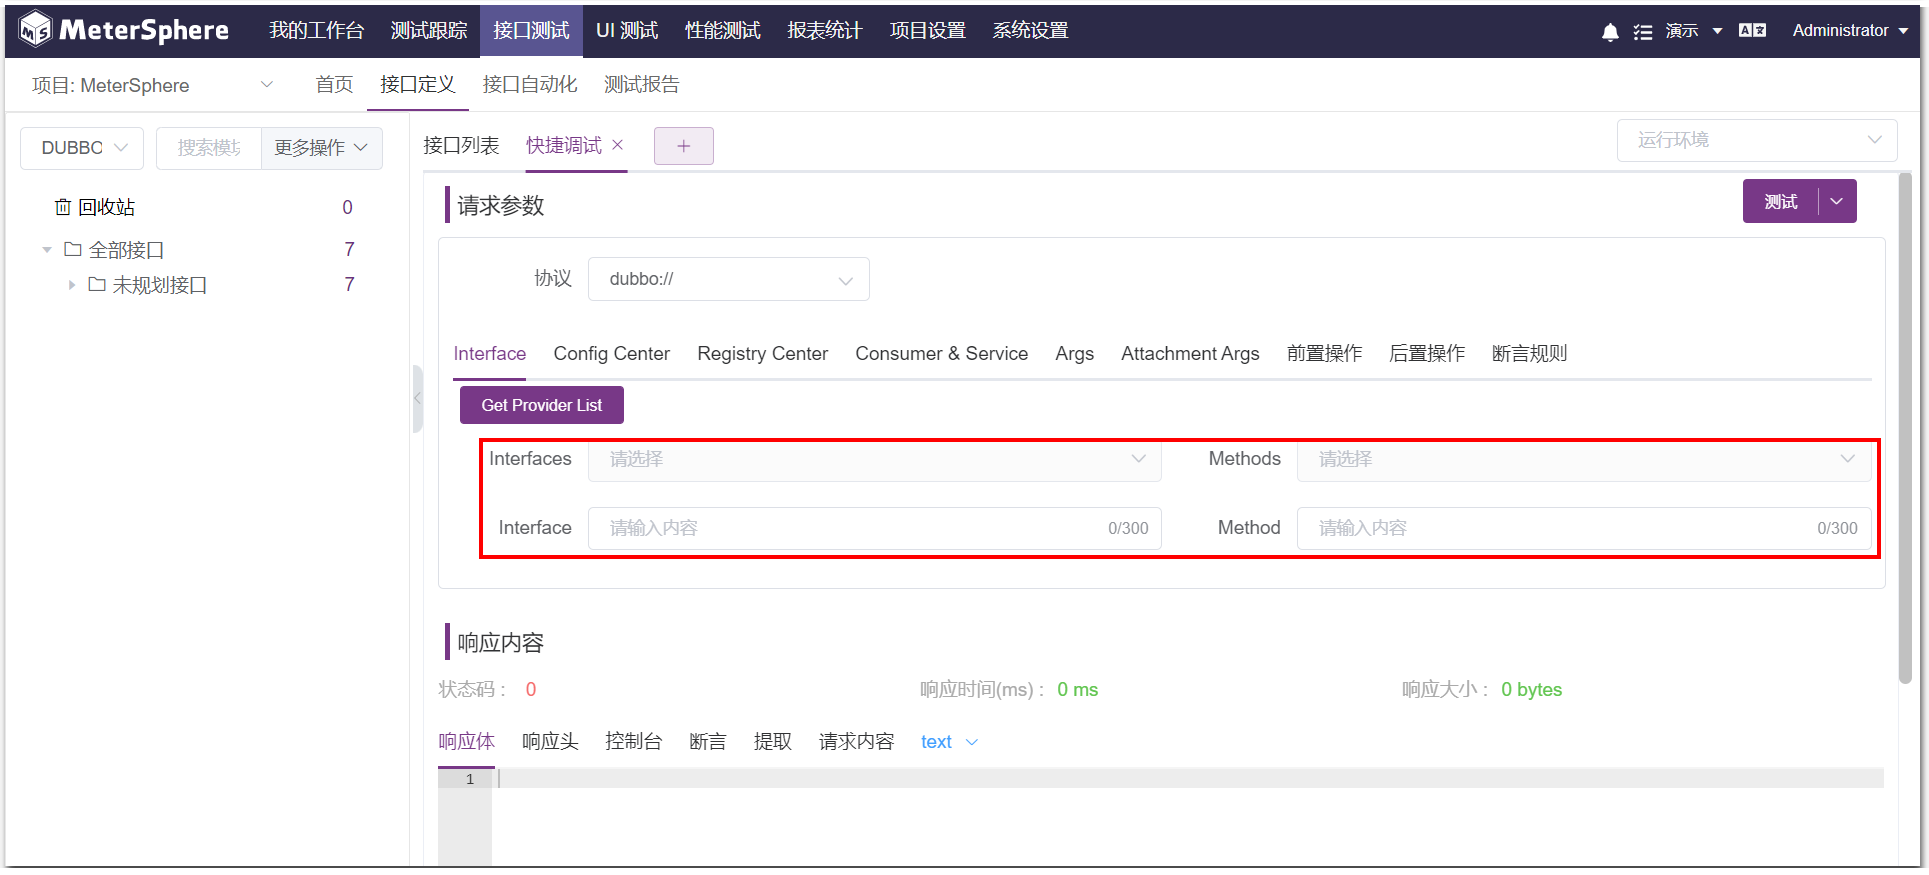 MeterSphere 我的工作台 测试跟踪 接口测试 UI 测试 性能测试 报表统计 项目设置 系统设置 演示 Administrator
项目: MeterSphere 首页 接口定义 接口自动化 测试报告
DUBBO 搜索模块 更多操作
接口列表 快捷调试 运行环境
回收站 0
全部接口 7
未规划接口 7
请求参数 测试
协议 dubbo://
Interface Config Center Registry Center Consumer & Service Args Attachment Args 前置操作 后置操作 断言规则
Get Provider List
Interfaces 请选择 Methods 请选择
Interface 请输入内容 0/300 Method 请输入内容 0/300
响应内容
状态码： 0 响应时间(ms)： 0 ms 响应大小： 0 bytes
响应体 响应头 控制台 断言 提取 请求内容 text
1